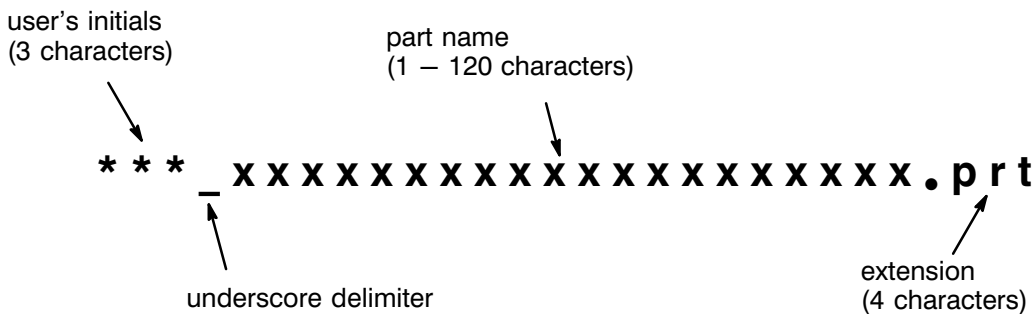 user's initials
(3 characters)
part name
(1 – 120 characters)
* * * _ x x x x x x x x x x x x x x x x x x x x . p r t
underscore delimiter
extension
(4 characters)